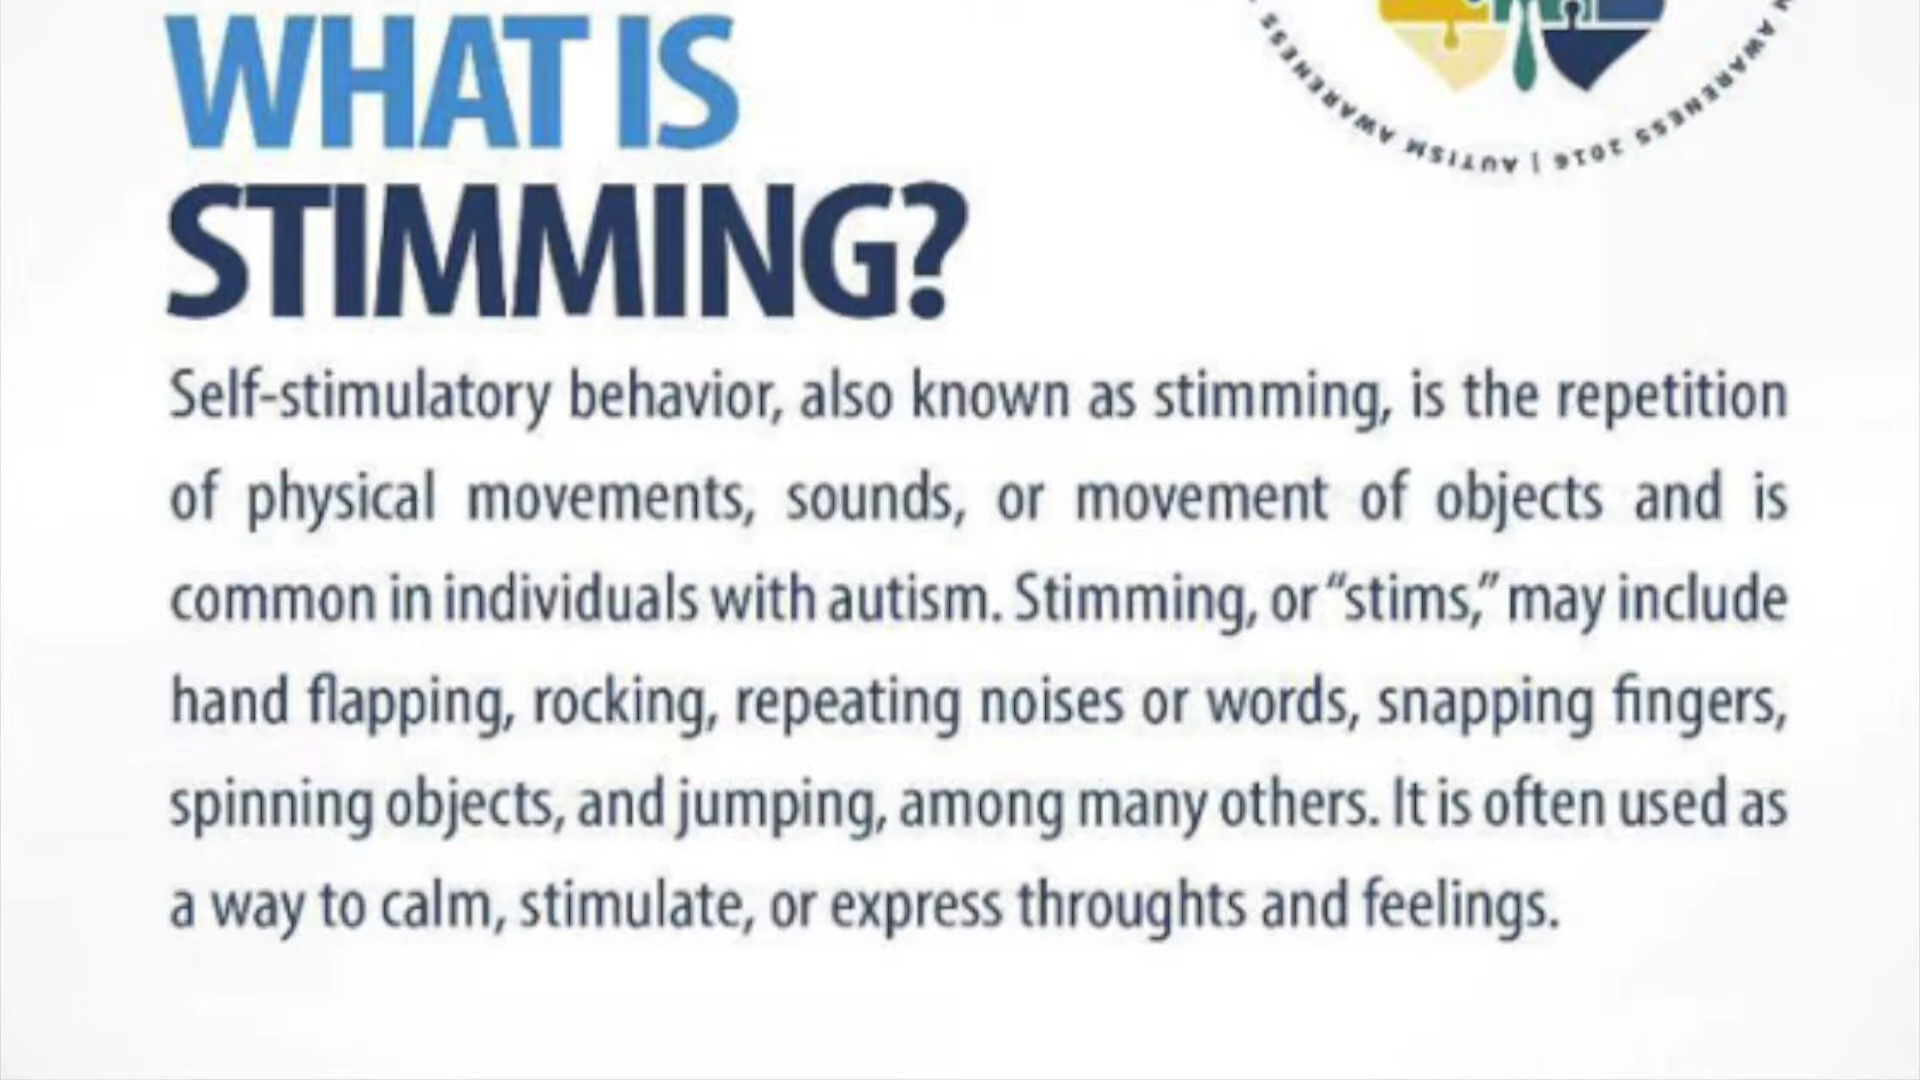 WHAT IS
STIMMING?
AWARENESS 2016 | AUTISM AWARENESS
Self-stimulatory behavior, also known as stimming, is the repetition
of physical movements, sounds, or movement of objects and is
common in individuals with autism. Stimming, or “stims,” may include
hand flapping, rocking, repeating noises or words, snapping fingers,
spinning objects, and jumping, among many others. It is often used as
a way to calm, stimulate, or express throughts and feelings.